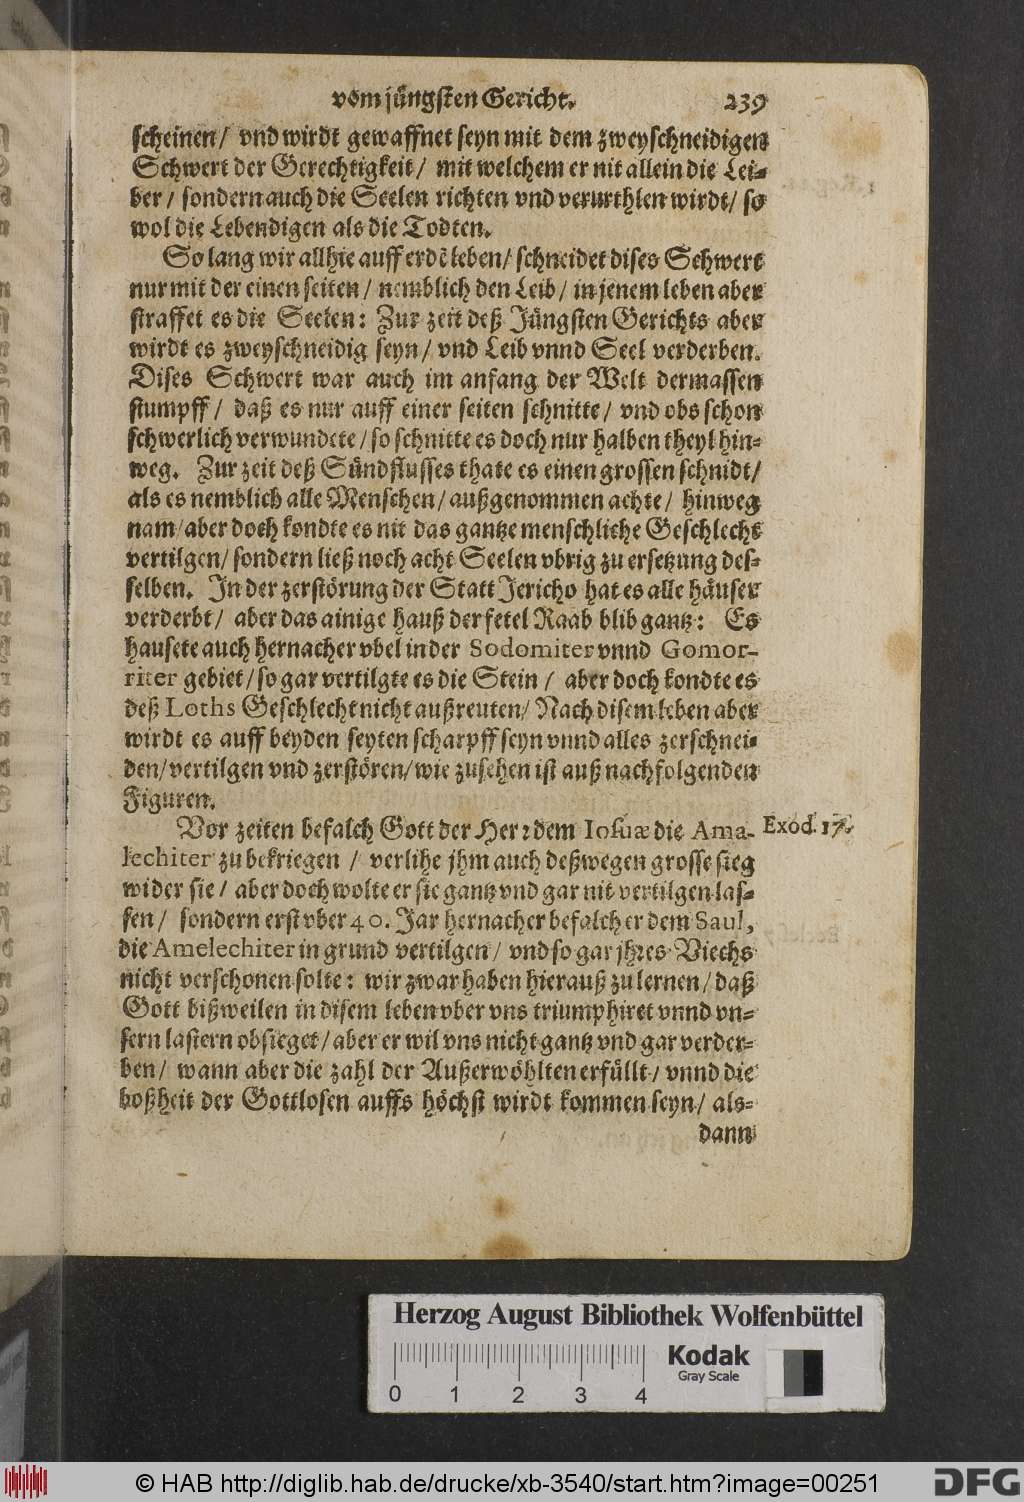 vom jüngsten Gericht. 239
scheinen/ vnd wirdt gewaffnet seyn mit dem zweyschneidigen
Schwert der Gerechtigkeit/ mit welchem er nit allein die Lei-
ber/ sondern auch die Seelen richten vnd verurthlen wirdt/ so
wol die Lebendigen als die Todten.
So lang wir allhie auff erdē leben/ schneidet dises Schwert
nur mit der einen seiten/ nemblich den Leib/ in jenem leben aber
straffet es die Seelen: Zur zeit deß Jüngsten Gerichts aber
wirdt es zweyschneidig seyn/ vnd Leib vnnd Seel verderben.
Dises Schwert war auch im anfang der Welt dermassen
stumpff/ daß es nur auff einer seiten schnitte/ vnd obs schon
schwerlich verwundete/ so schnitte es doch nur halben theyl hin-
weg. Zur zeit deß Sündflusses thate es einen grossen schnidt/
als es nemblich alle Menschen/ außgenommen achte/ hinweg
nam/ aber doch kondte es nit das gantze menschliche Geschlecht
vertilgen/ sondern ließ noch acht Seelen vbrig zu ersetzung des-
selben. In der zerstörung der Statt Jericho hat es alle häuser
verderbt/ aber das ainige hauß der fetel Raab blib gantz: Es
hausete auch hernacher vbel in der Sodomiter vnnd Gomor-
riter gebiet/ so gar vertilgte es die Stein/ aber doch kondte es
deß Loths Geschlecht nicht außreuten/ Nach disem leben aber
wirdt es auff beyden seyten scharpff seyn vnnd alles zerschnei-
den/ vertilgen vnd zerstören/ wie zusehen ist auß nachfolgenden
Figuren.
Vor zeiten befalch Gott der Herr dem Iosuæ die Ama-
lechiter zu bekriegen/ verlihe jhm auch deßwegen grosse sieg
wider sie/ aber doch wolte er sie gantz vnd gar nit vertilgen las-
sen/ sondern erst vber 40. Jar hernacher befalch er dem Saul,
die Amelechiter in grund vertilgen/ vnd so gar jhres Viechs
nicht verschonen solte: wir zwar haben hierauß zu lernen/ daß
Gott bißweilen in disem leben vber vns triumphiret vnnd vn-
sern lastern obsieget/ aber er wil vns nicht gantz vnd gar verder-
ben/ wann aber die zahl der Außerwöhlten erfüllt/ vnnd die
boßheit der Gottlosen auffs höchst wirdt kommen seyn/ als-
dann
Exod. 17.
Herzog August Bibliothek Wolfenbüttel
Kodak
Gray Scale
0 1 2 3 4
© HAB http://diglib.hab.de/drucke/xb-3540/start.htm?image=00251
DFG